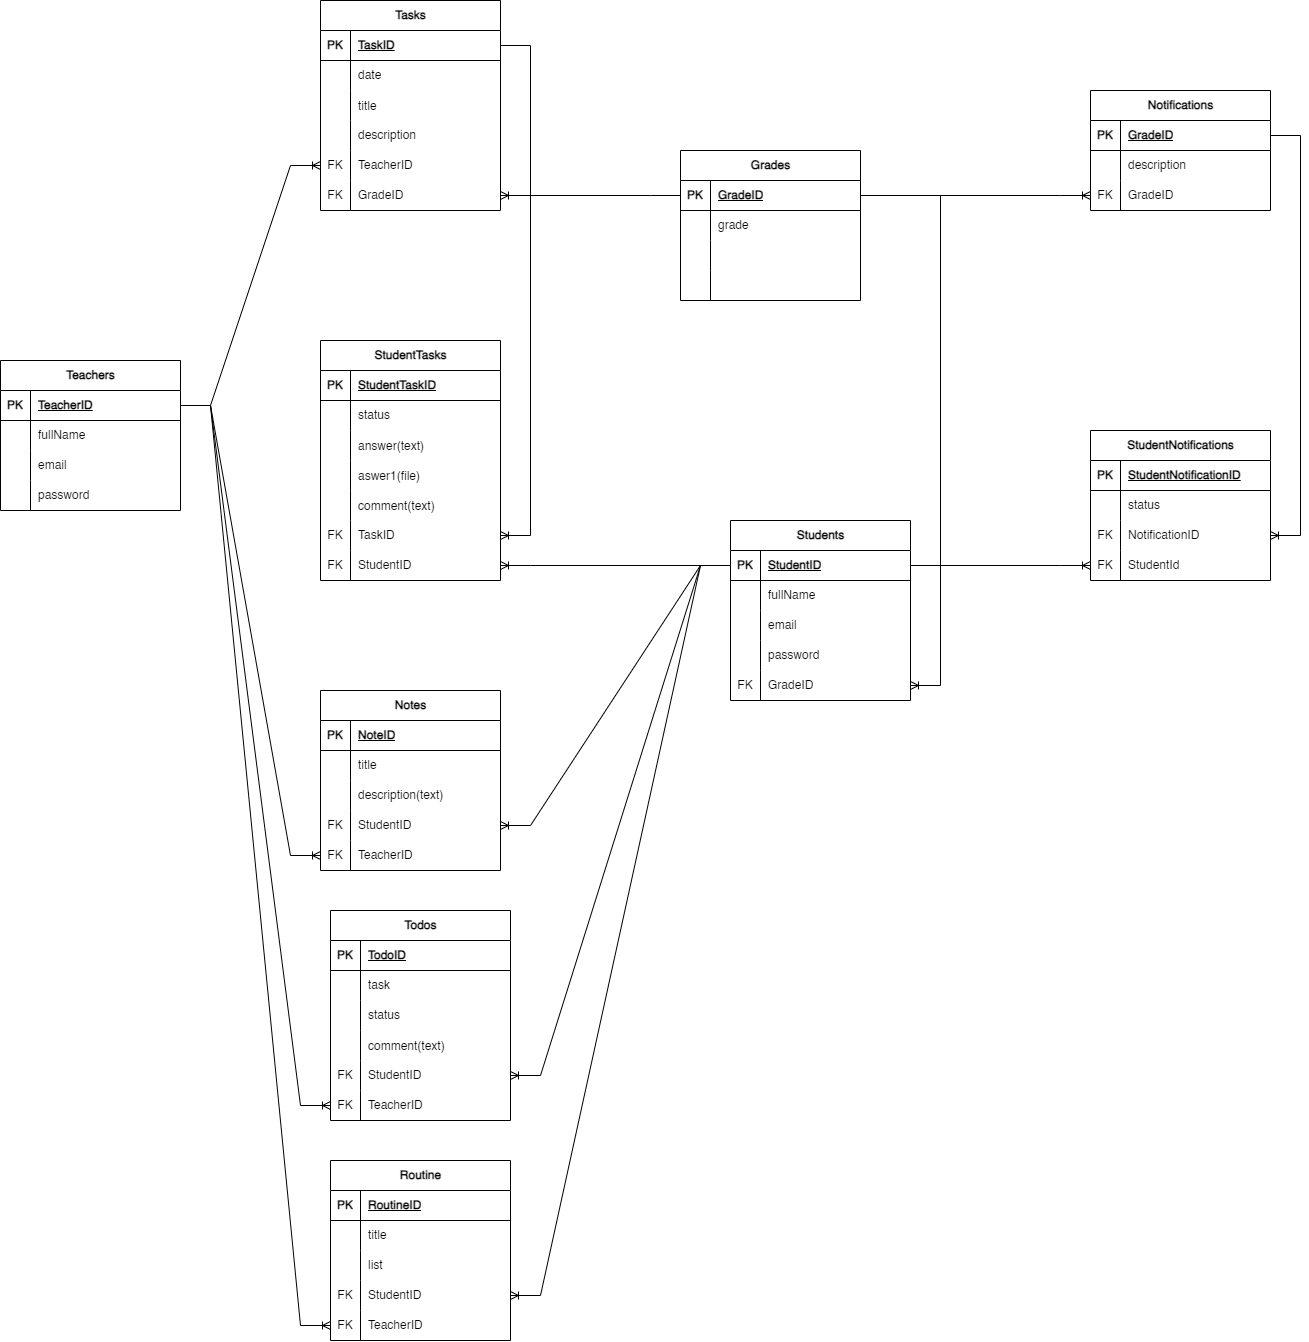 Tasks
PK TaskID
date
title
description
FK TeacherID
FK GradeID
Grades
PK GradeID
grade
Notifications
PK GradeID
description
FK GradeID
Teachers
PK TeacherID
fullName
email
password
StudentTasks
PK StudentTaskID
status
answer(text)
aswer1(file)
comment(text)
FK TaskID
FK StudentID
Students
PK StudentID
fullName
email
password
FK GradeID
StudentNotifications
PK StudentNotificationID
status
FK NotificationID
FK StudentId
Notes
PK NoteID
title
description(text)
FK StudentID
FK TeacherID
Todos
PK TodoID
task
status
comment(text)
FK StudentID
FK TeacherID
Routine
PK RoutineID
title
list
FK StudentID
FK TeacherID